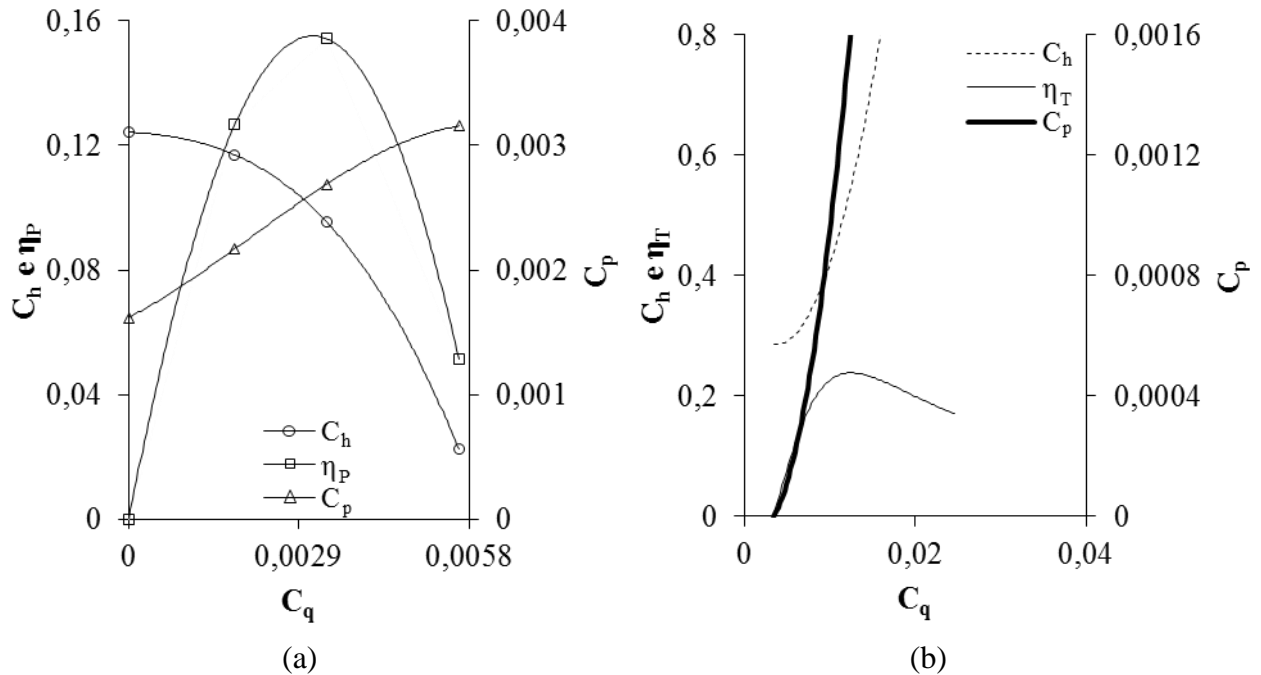 0,16
0,12
0,08
0,04
0
C_h e η_P
0,004
0,003
0,002
0,001
0
C_p
C_h
η_P
C_p
0
0,0029
0,0058
C_q
(a)
0,8
0,6
0,4
0,2
0
C_h e η_T
0,0016
0,0012
0,0008
0,0004
0
C_p
C_h
η_T
C_p
0
0,02
0,04
C_q
(b)